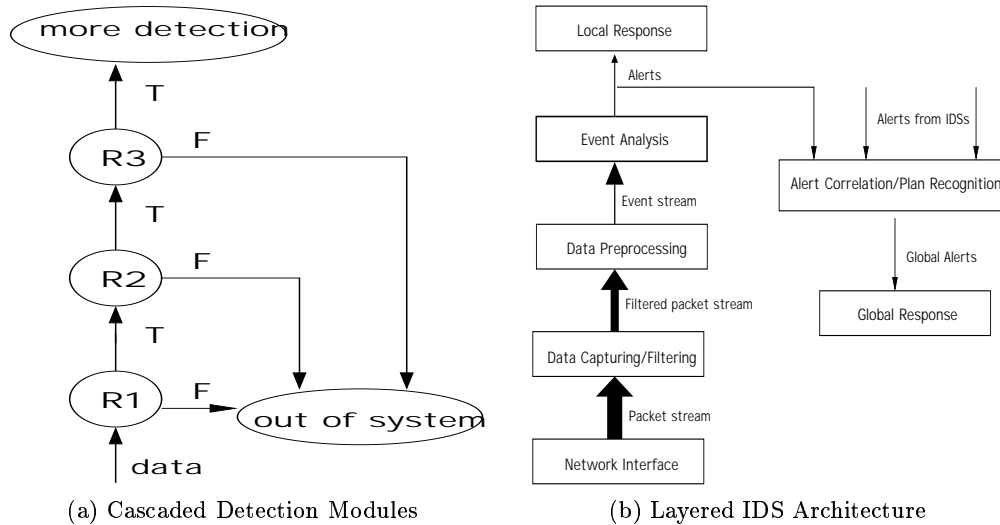 more detection
T
R3
F
T
R2
F
T
R1
F
out of system
data
(a) Cascaded Detection Modules
Local Response
Alerts
Event Analysis
Alerts from IDSs
Alert Correlation/Plan Recognition
Event stream
Data Preprocessing
Global Alerts
Filtered packet stream
Global Response
Data Capturing/Filtering
Packet stream
Network Interface
(b) Layered IDS Architecture